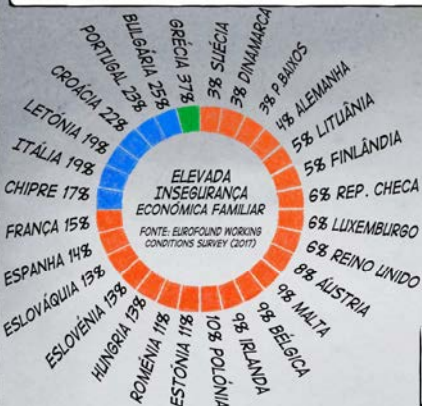 ELEVADA
INSEGURANÇA
ECONÓMICA FAMILIAR
FONTE: EUROFOUND WORKING
CONDITIONS SURVEY (2017)
3% SUÉCIA
3% DINAMARCA
3% P. BAIXOS
4% ALEMANHA
5% LITUÂNIA
5% FINLÂNDIA
6% REP. CHECA
6% LUXEMBURGO
6% REINO UNIDO
8% ÁUSTRIA
9% MALTA
9% BÉLGICA
9% IRLANDA
10% POLÓNIA
ESTÓNIA 11%
ROMÉNIA 11%
HUNGRIA 13%
ESLOVÉNIA 13%
ESLOVÁQUIA 13%
ESPANHA 14%
FRANÇA 15%
CHIPRE 17%
ITÁLIA 19%
LETÓNIA 19%
CROÁCIA 22%
PORTUGAL 23%
BULGÁRIA 25%
GRÉCIA 37%